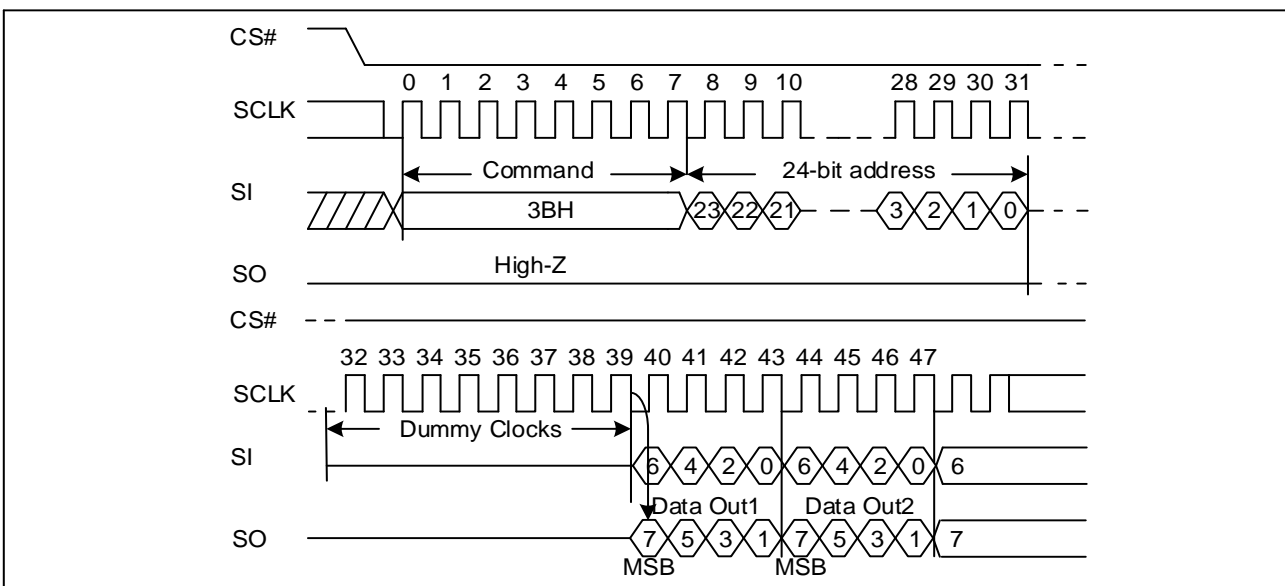 CS#
0 1 2 3 4 5 6 7 8 9 10 28 29 30 31
SCLK
Command 24-bit address
SI
3BH 23 22 21 3 2 1 0
High-Z
SO
CS#
32 33 34 35 36 37 38 39 40 41 42 43 44 45 46 47
SCLK
Dummy Clocks
SI 6 4 2 0 6 4 2 0 6
Data Out1 Data Out2
SO 7 5 3 1 7 5 3 1 7
MSB MSB